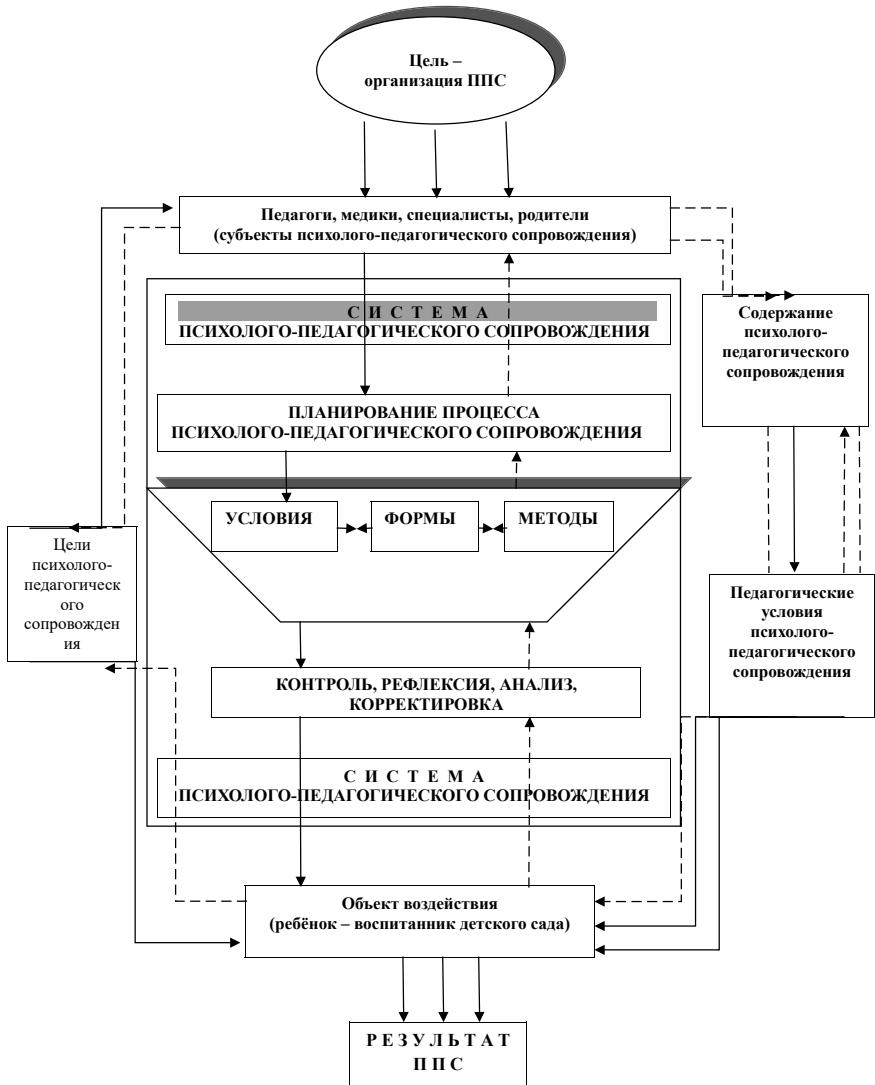 Цель –
организация ППС
Педагоги, медики, специалисты, родители
(субъекты психолого-педагогического сопровождения)
С И С Т Е М А
ПСИХОЛОГО-ПЕДАГОГИЧЕСКОГО СОПРОВОЖДЕНИЯ
Содержание
психолого-
педагогического
сопровождения
ПЛАНИРОВАНИЕ ПРОЦЕССА
ПСИХОЛОГО-ПЕДАГОГИЧЕСКОГО СОПРОВОЖДЕНИЯ
УСЛОВИЯ
ФОРМЫ
МЕТОДЫ
Цели
психолого-
педагогическ
ого
сопровожден
ия
Педагогические
условия
психолого-
педагогического
сопровождения
КОНТРОЛЬ, РЕФЛЕКСИЯ, АНАЛИЗ,
КОРРЕКТИРОВКА
С И С Т Е М А
ПСИХОЛОГО-ПЕДАГОГИЧЕСКОГО СОПРОВОЖДЕНИЯ
Объект воздействия
(ребёнок – воспитанник детского сада)
Р Е З У Л Ь Т А Т
П П С